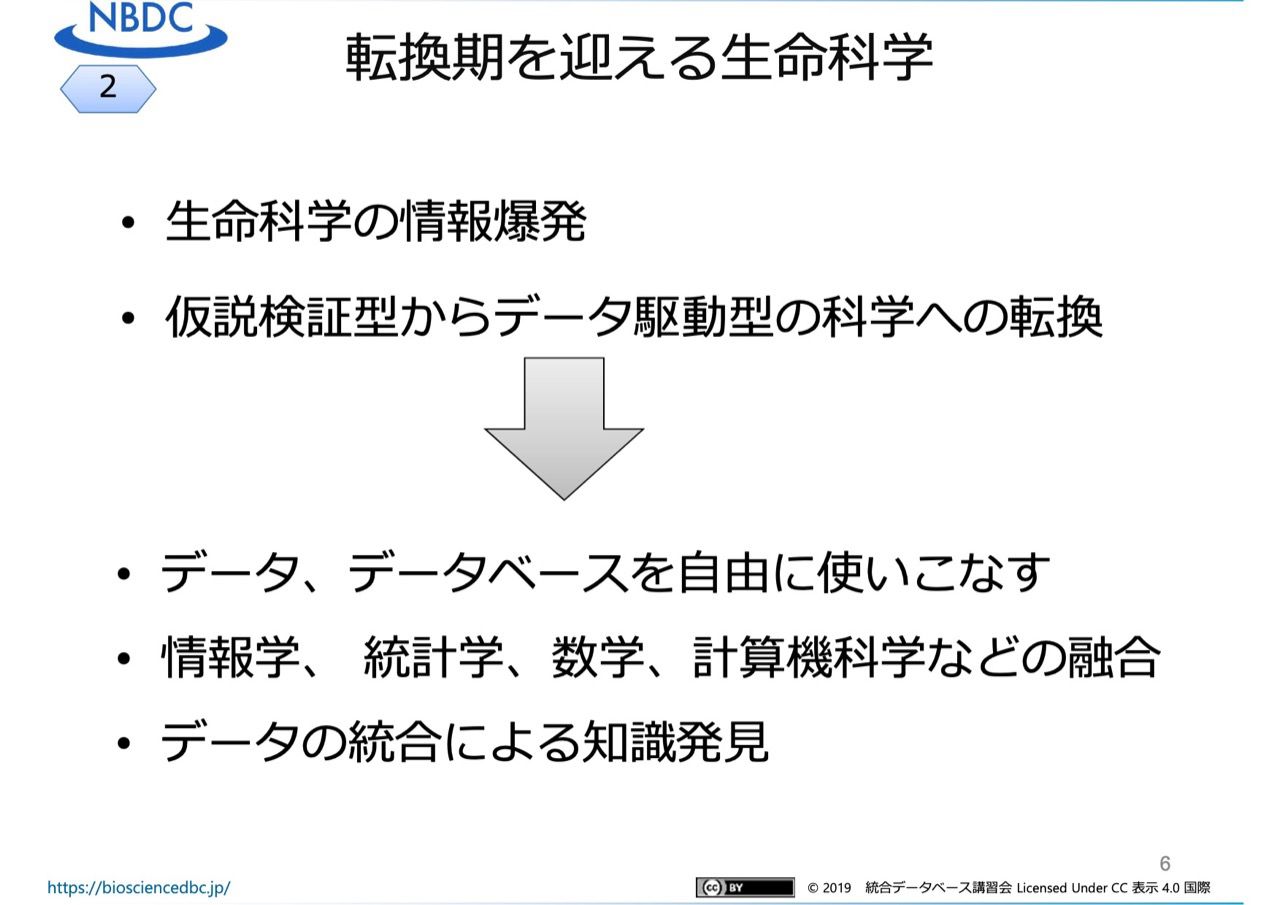 NBDC
2
転換期を迎える生命科学
• 生命科学の情報爆発
• 仮説検証型からデータ駆動型の科学への転換
• データ、データベースを自由に使いこなす
• 情報学、 統計学、数学、計算機科学などの融合
• データの統合による知識発見
6
https://biosciencedbc.jp/
cc BY © 2019 統合データベース講習会 Licensed Under CC 表示 4.0 国際